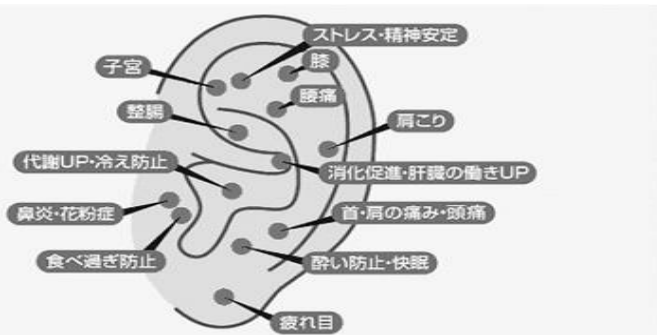 ストレス・精神安定
子宮
膝
腰痛
整腸
肩こり
代謝UP・冷え防止
消化促進・肝臓の働きUP
鼻炎・花粉症
首・肩の痛み・頭痛
食べ過ぎ防止
酔い防止・快眠
疲れ目